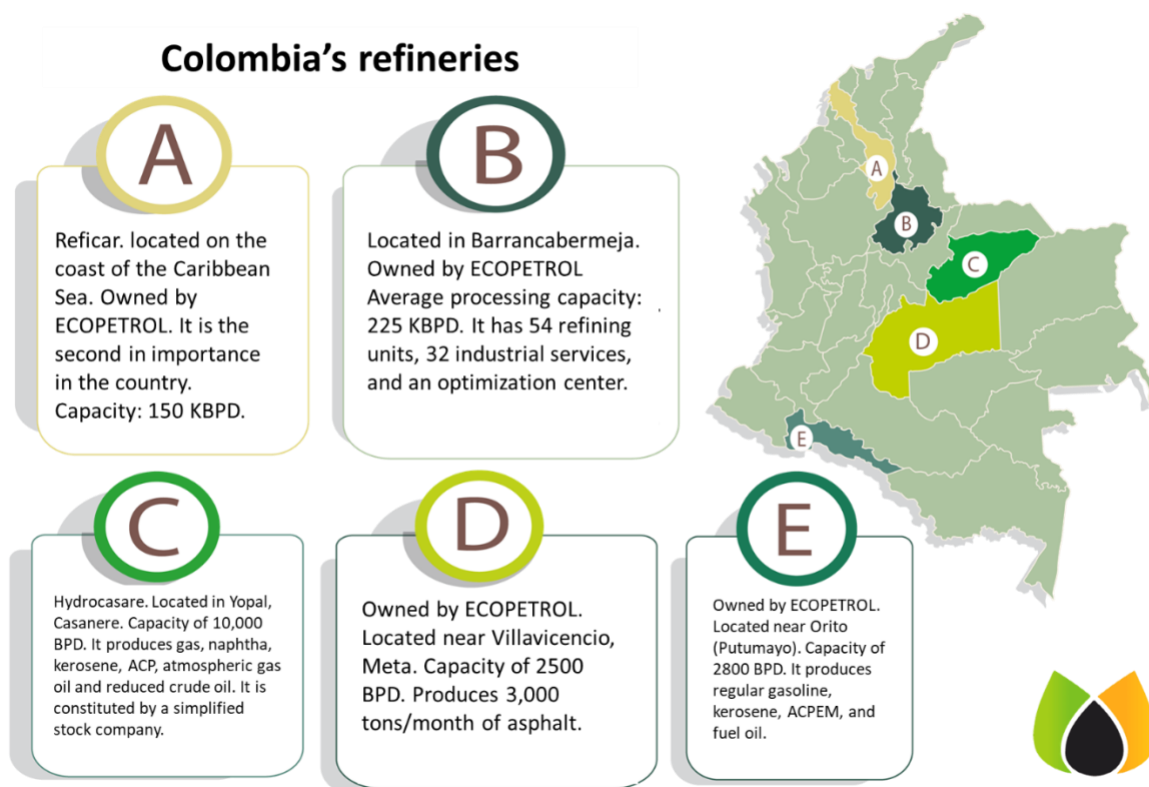 Colombia's refineries
A
Reficar. located on the
coast of the Caribbean
Sea. Owned by
ECOPETROL. It is the
second in importance
in the country.
Capacity: 150 KBPD.
B
Located in Barrancabermeja.
Owned by ECOPETROL
Average processing capacity:
225 KBPD. It has 54 refining
units, 32 industrial services,
and an optimization center.
.
C
Hydrocasare. Located in Yopal,
Casanere. Capacity of 10,000
BPD. It produces gas, naphtha,
kerosene, ACP, atmospheric gas
oil and reduced crude oil. It is
constituted by a simplified
stock company.
D
Owned by ECOPETROL.
Located near Villavicencio,
Meta. Capacity of 2500
BPD. Produces 3,000
tons/month of asphalt.
E
Owned by ECOPETROL.
Located near Orito
(Putumayo). Capacity of
2800 BPD. It produces
regular gasoline,
kerosene, ACPEM, and
fuel oil.
A
B
C
D
E